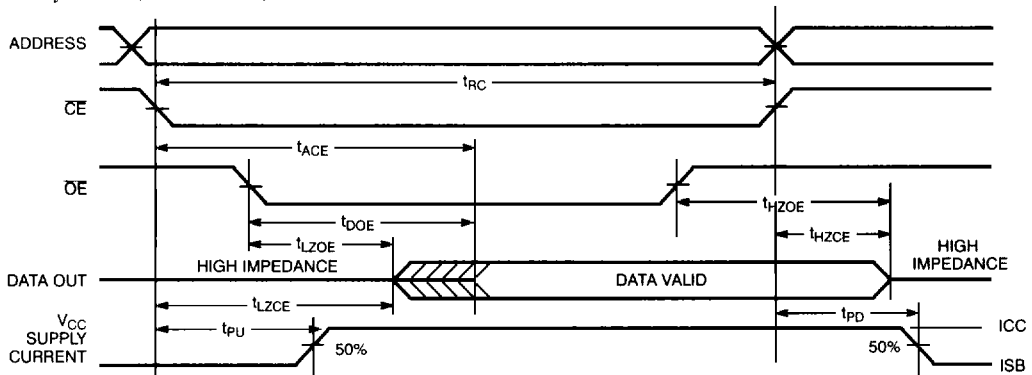 ADDRESS
tRC
CE
tACE
OE
tDOE
tHZOE
tLZOE
tHZCE
HIGH IMPEDANCE
HIGH
IMPEDANCE
DATA OUT
DATA VALID
tLZCE
VCC
SUPPLY
CURRENT
tPU
50%
tPD
50%
ICC
ISB